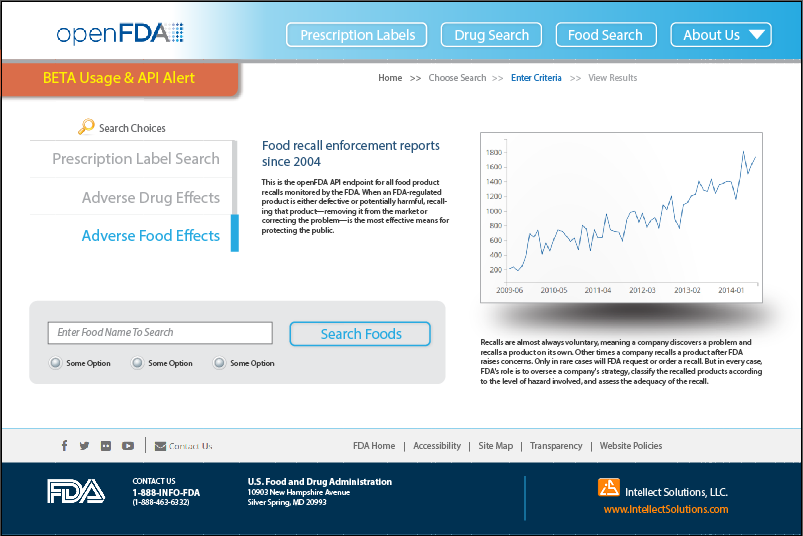 openFDA
Prescription Labels
Drug Search
Food Search
About Us
BETA Usage & API Alert
Home >> Choose Search >> Enter Criteria >> View Results
Search Choices
Prescription Label Search
Adverse Drug Effects
Adverse Food Effects
Food recall enforcement reports
since 2004
This is the openFDA API endpoint for all food product
recalls monitored by the FDA. When an FDA-regulated
product is either defective or potentially harmful, recall-
ing that product—removing it from the market or
correcting the problem—is the most effective means for
protecting the public.
1800
1600
1400
1200
1000
800
600
400
200
2009-06 2010-05 2011-04 2012-03 2013-02 2014-01
Enter Food Name To Search
Search Foods
Some Option Some Option Some Option
Recalls are almost always voluntary, meaning a company discovers a problem and
recalls a product on its own. Other times a company recalls a product after FDA
raises concerns. Only in rare cases will FDA request or order a recall. But in every case,
FDA's role is to oversee a company's strategy, classify the recalled products according
to the level of hazard involved, and assess the adequacy of the recall.
Contact Us
FDA Home | Accessibility | Site Map | Transparency | Website Policies
FDA
CONTACT US
1-888-INFO-FDA
(1-888-463-6332)
U.S. Food and Drug Administration
10903 New Hampshire Avenue
Silver Spring, MD 20993
Intellect Solutions, LLC.
www.IntellectSolutions.com